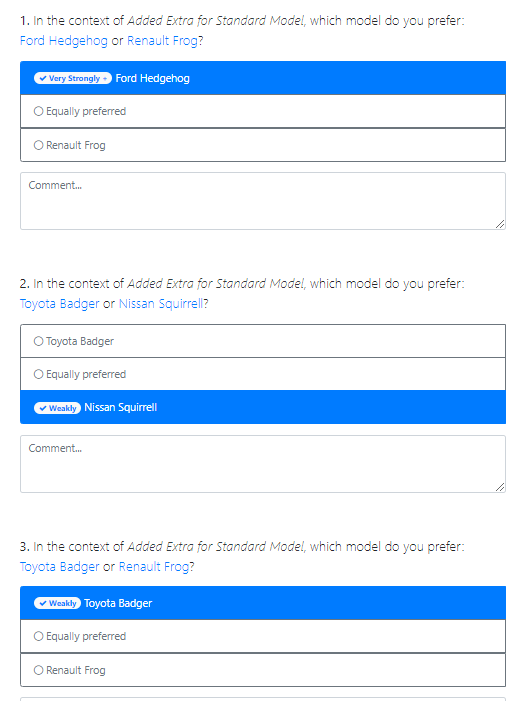 1. In the context of Added Extra for Standard Model, which model do you prefer:
Ford Hedgehog or Renault Frog?
Very Strongly + Ford Hedgehog
Equally preferred
Renault Frog
Comment...
2. In the context of Added Extra for Standard Model, which model do you prefer:
Toyota Badger or Nissan Squirrell?
Toyota Badger
Equally preferred
Weakly Nissan Squirrell
Comment...
3. In the context of Added Extra for Standard Model, which model do you prefer:
Toyota Badger or Renault Frog?
Weakly Toyota Badger
Equally preferred
Renault Frog